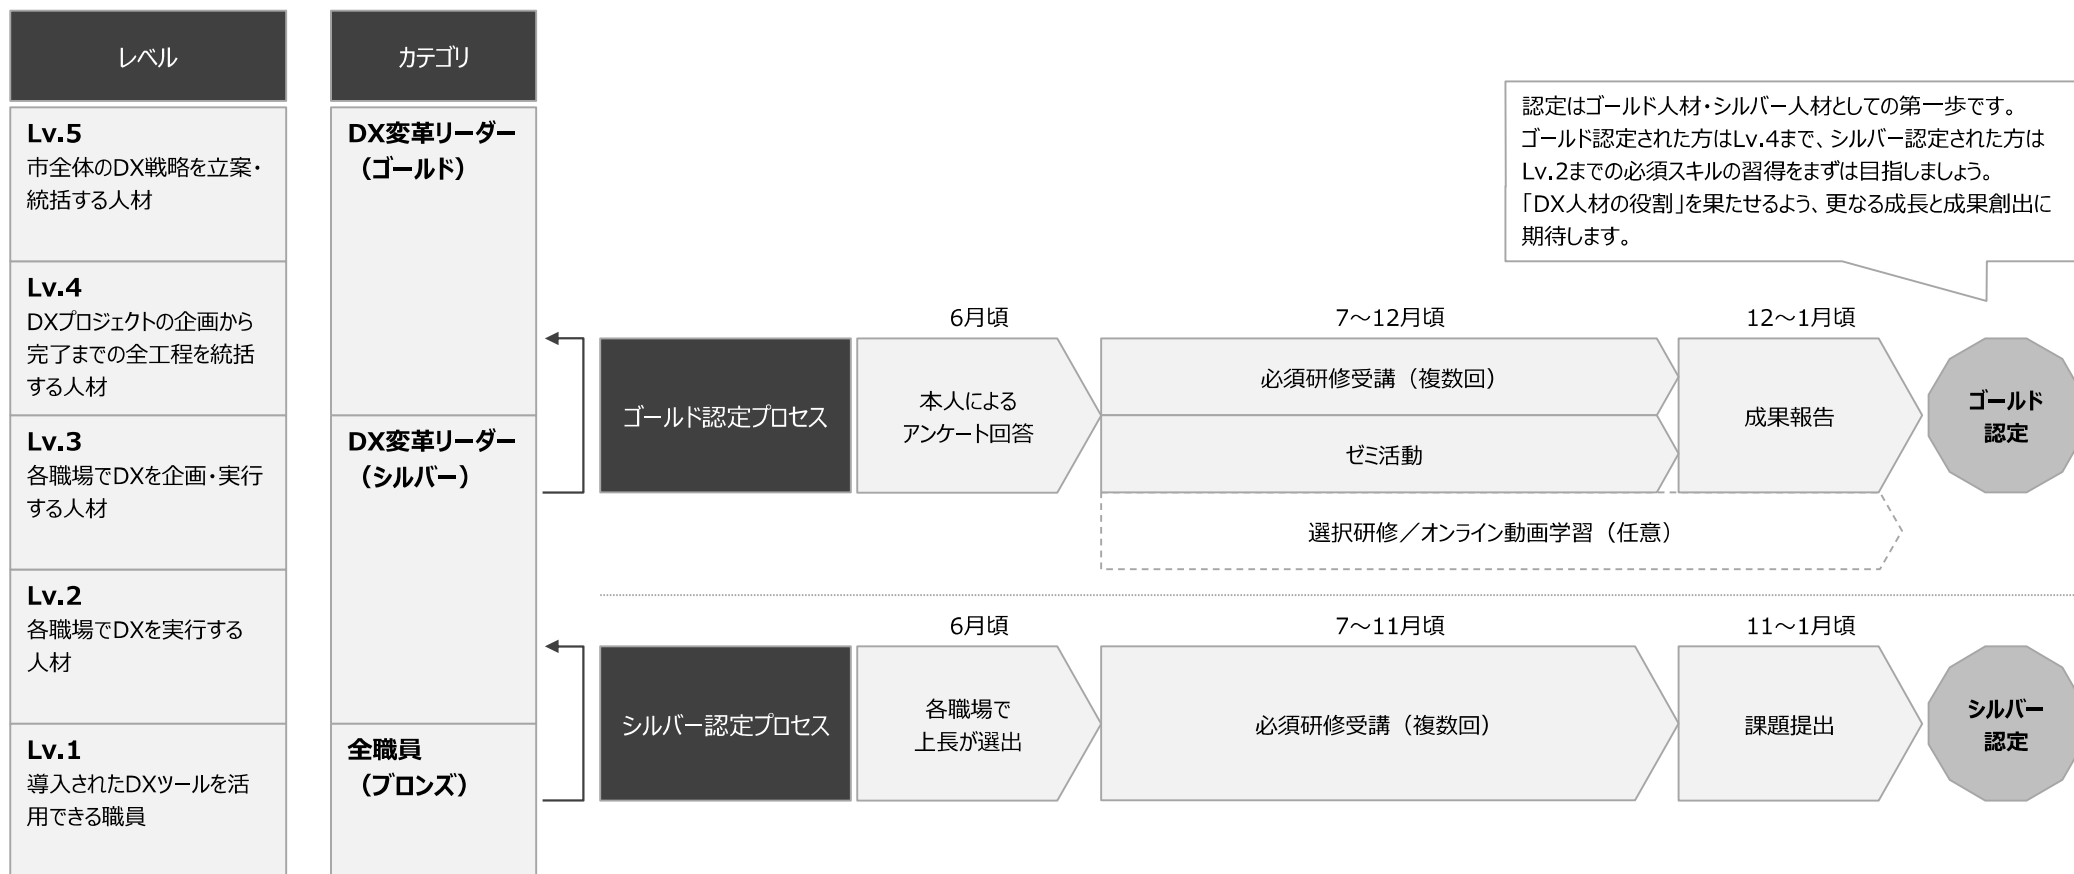 レベル
カテゴリ
Lv.5
市全体のDX戦略を立案・
統括する人材
Lv.4
DXプロジェクトの企画から
完了までの全工程を統括
する人材
Lv.3
各職場でDXを企画・実行
する人材
Lv.2
各職場でDXを実行する
人材
Lv.1
導入されたDXツールを活
用できる職員
DX変革リーダー
（ゴールド）
DX変革リーダー
（シルバー）
全職員
（ブロンズ）
認定はゴールド人材・シルバー人材としての第一歩です。
ゴールド認定された方はLv.4まで、シルバー認定された方は
Lv.2までの必須スキルの習得をまずは目指しましょう。
「DX人材の役割」を果たせるよう、更なる成長と成果創出に
期待します。
6月頃
7～12月頃
12～1月頃
ゴールド認定プロセス
本人による
アンケート回答
必須研修受講（複数回）
ゼミ活動
成果報告
ゴールド
認定
選択研修／オンライン動画学習（任意）
6月頃
7～11月頃
11～1月頃
シルバー認定プロセス
各職場で
上長が選出
必須研修受講（複数回）
課題提出
シルバー
認定